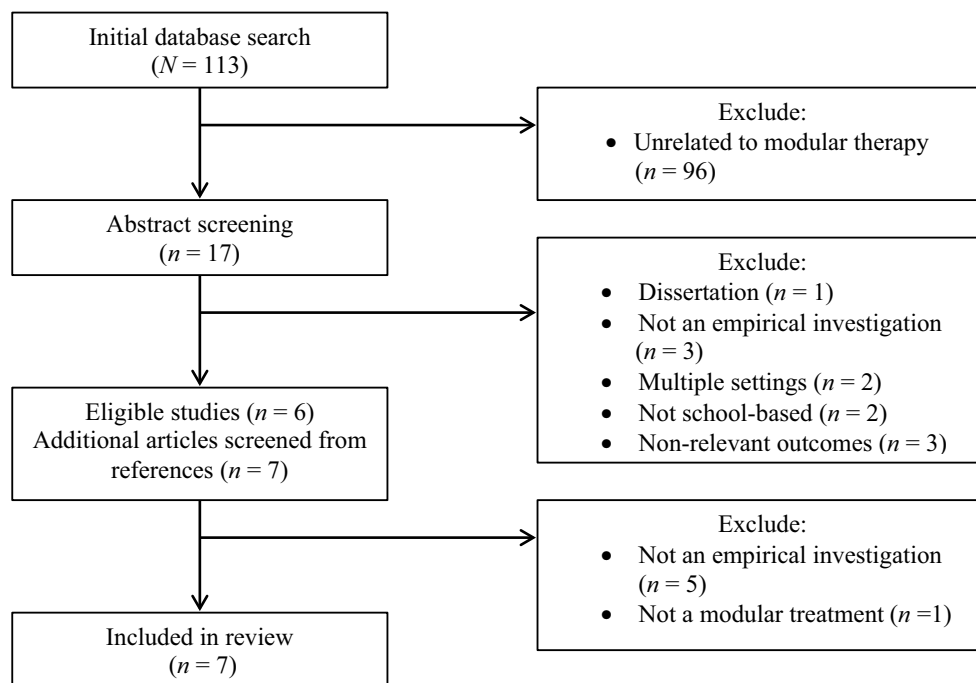 Initial database search
(N = 113)
Exclude:
• Unrelated to modular therapy
(n = 96)
Abstract screening
(n = 17)
Exclude:
• Dissertation (n = 1)
• Not an empirical investigation
(n = 3)
• Multiple settings (n = 2)
• Not school-based (n = 2)
• Non-relevant outcomes (n = 3)
Eligible studies (n = 6)
Additional articles screened from
references (n = 7)
Exclude:
• Not an empirical investigation
(n = 5)
• Not a modular treatment (n =1)
Included in review
(n = 7)